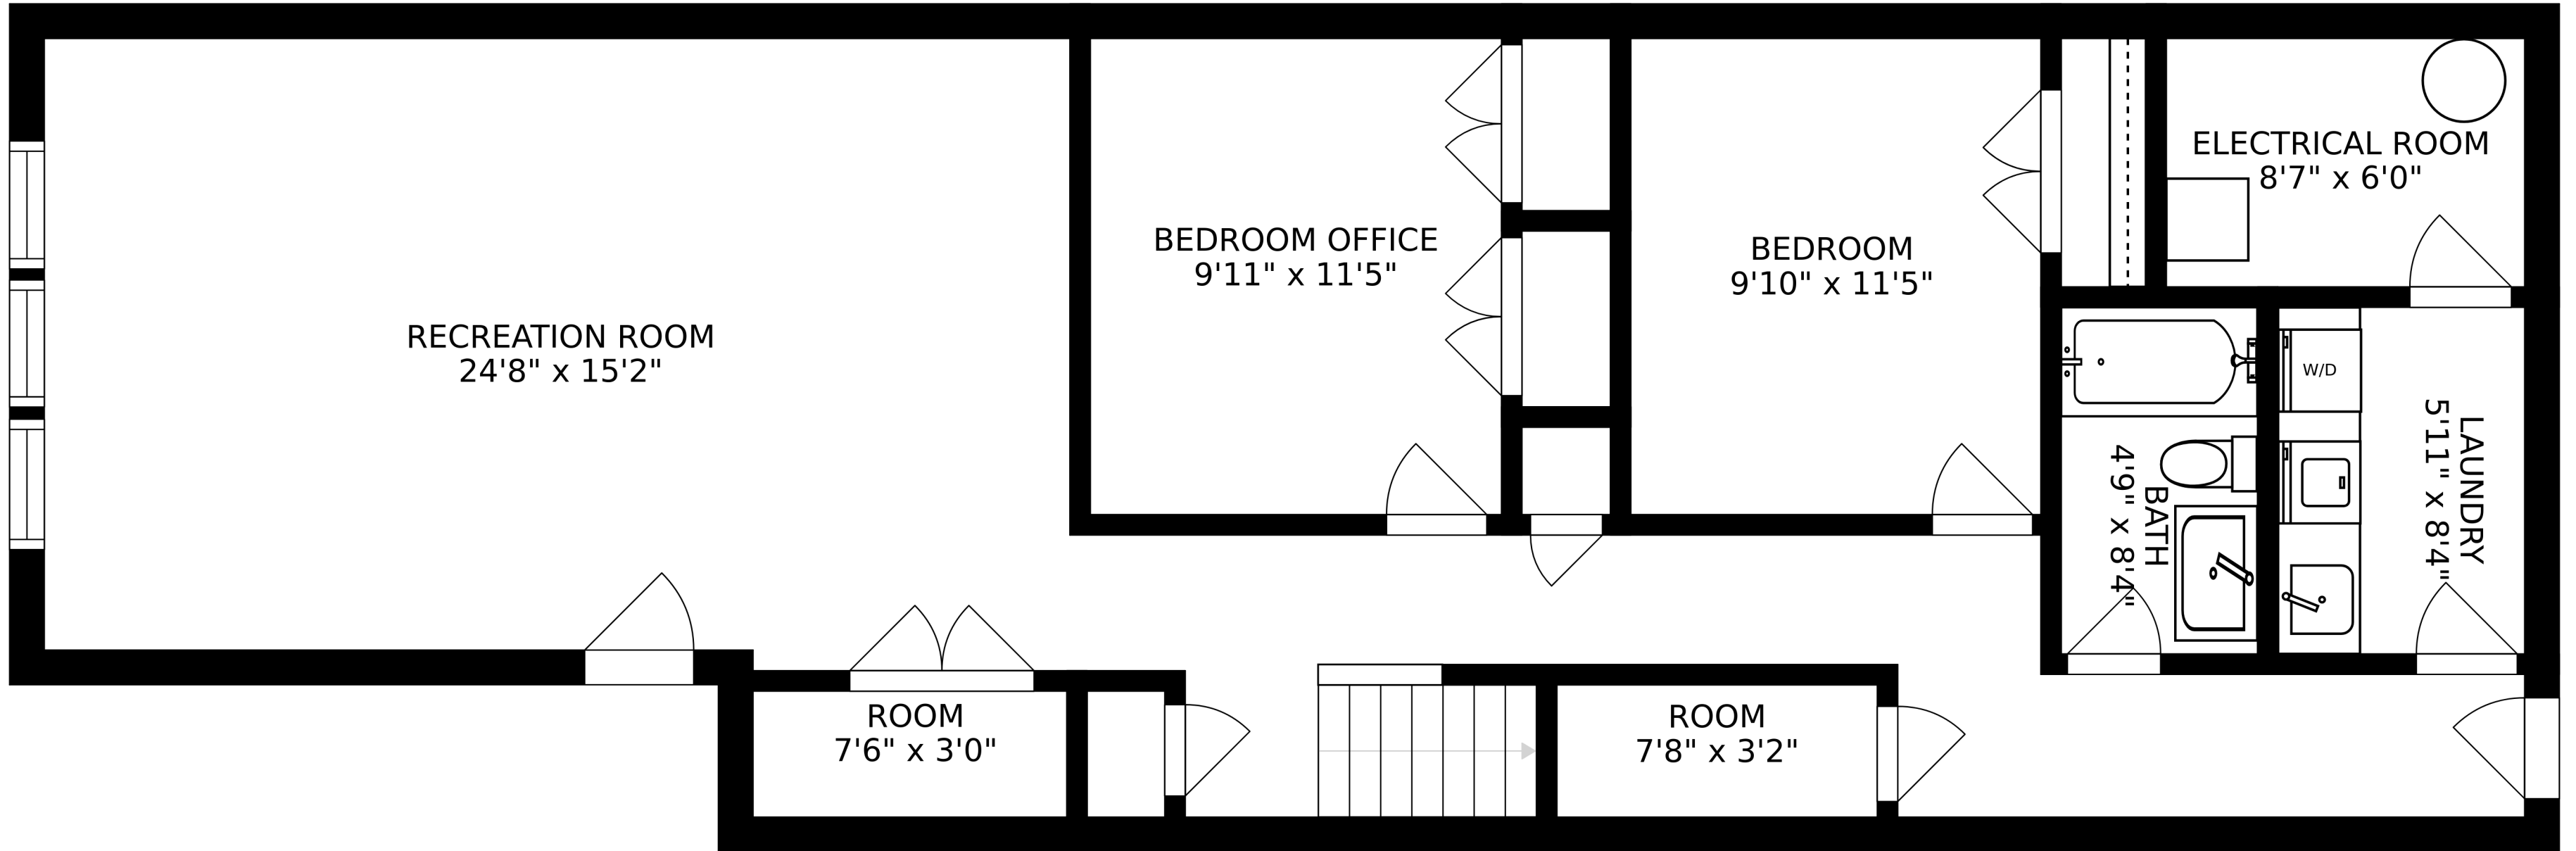 RECREATION ROOM
24'8" x 15'2"
BEDROOM OFFICE
9'11" x 11'5"
BEDROOM
9'10" x 11'5"
ELECTRICAL ROOM
8'7" x 6'0"
W/D
BATH
4'9" x 8'4"
LAUNDRY
5'11" x 8'4"
ROOM
7'6" x 3'0"
ROOM
7'8" x 3'2"